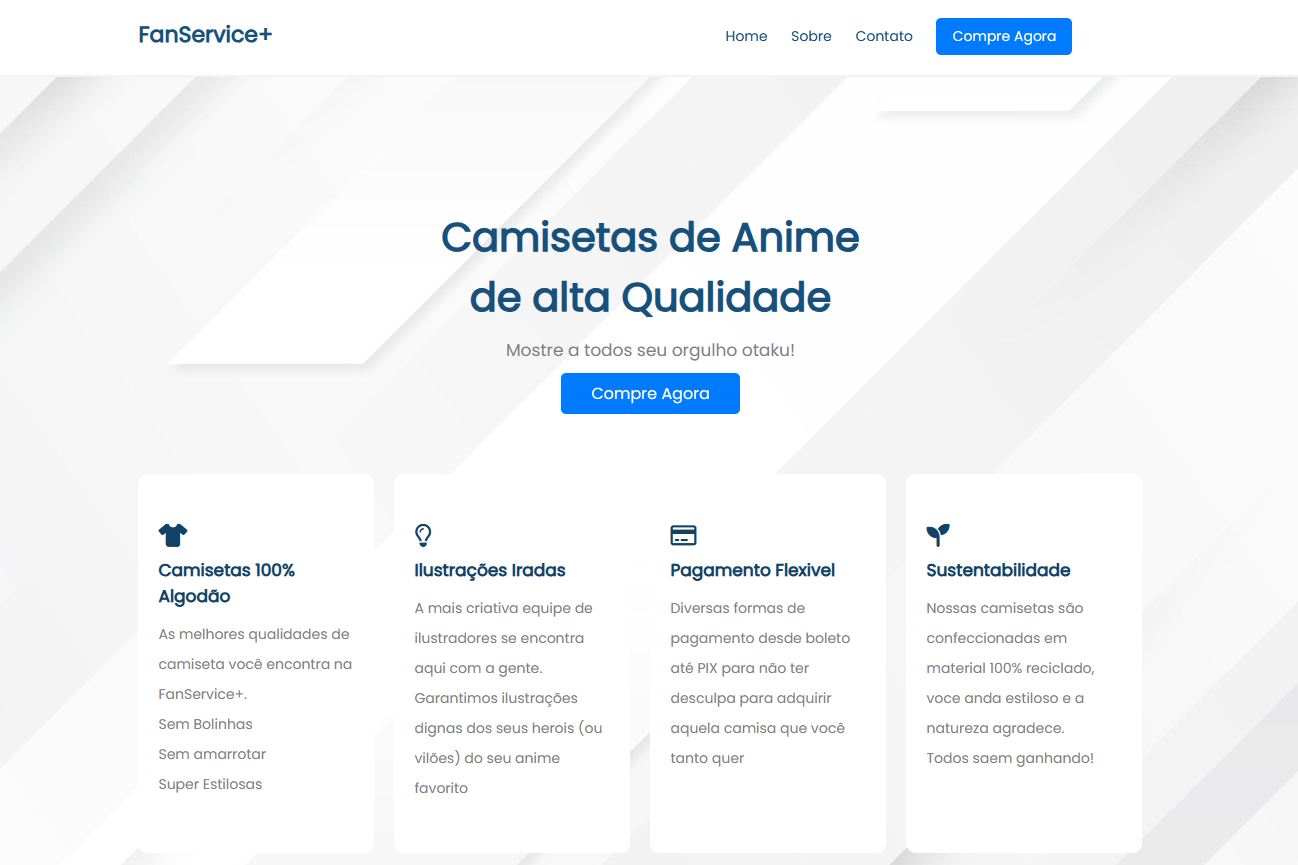 FanService+
Home Sobre Contato Compre Agora
Camisetas de Anime
de alta Qualidade
Mostre a todos seu orgulho otaku!
Compre Agora
Camisetas 100%
Algodão
As melhores qualidades de
camiseta você encontra na
FanService+.
Sem Bolinhas
Sem amarrotar
Super Estilosas
Ilustrações Iradas
A mais criativa equipe de
ilustradores se encontra
aqui com a gente.
Garantimos ilustrações
dignas dos seus herois (ou
vilões) do seu anime
favorito
Pagamento Flexivel
Diversas formas de
pagamento desde boleto
até PIX para não ter
desculpa para adquirir
aquela camisa que você
tanto quer
Sustentabilidade
Nossas camisetas são
confeccionadas em
material 100% reciclado,
voce anda estiloso e a
natureza agradece.
Todos saem ganhando!